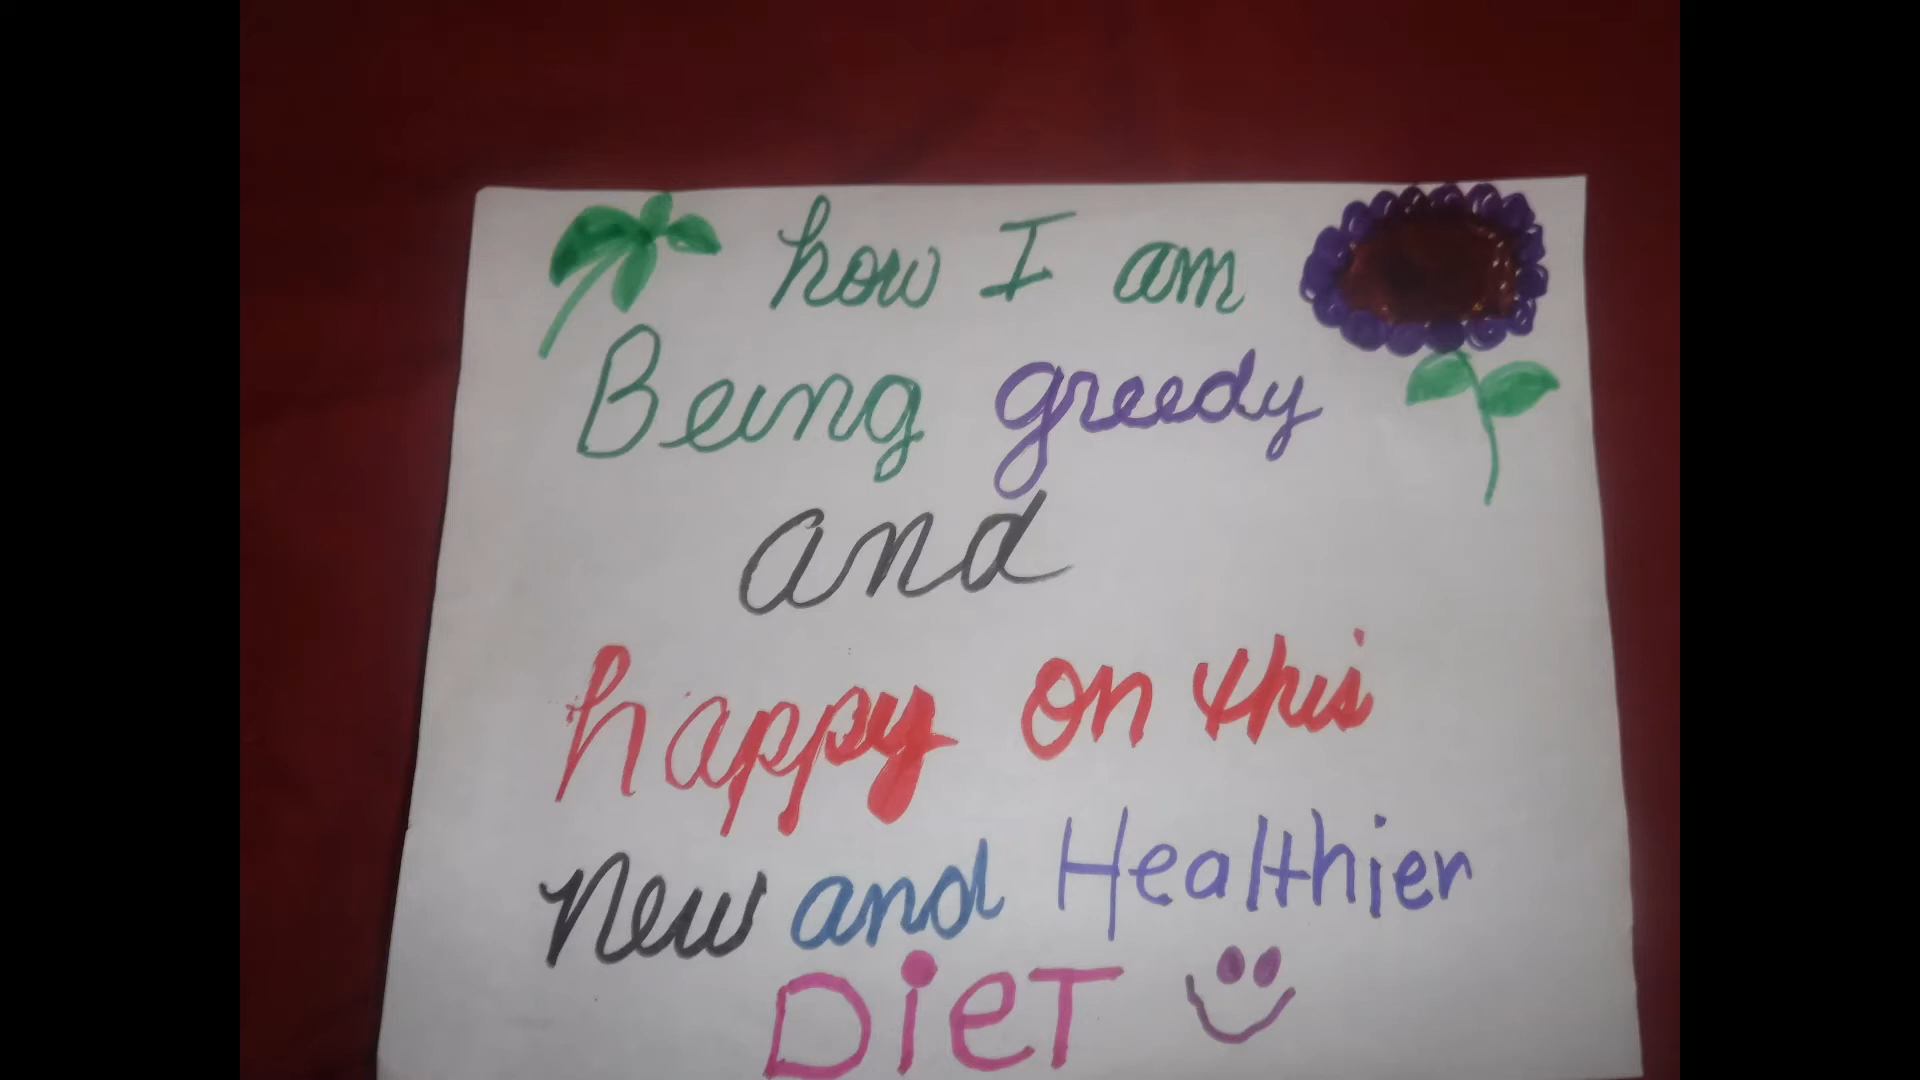 how I am
Being greedy
and
happy on this
New and Healthier
DieT